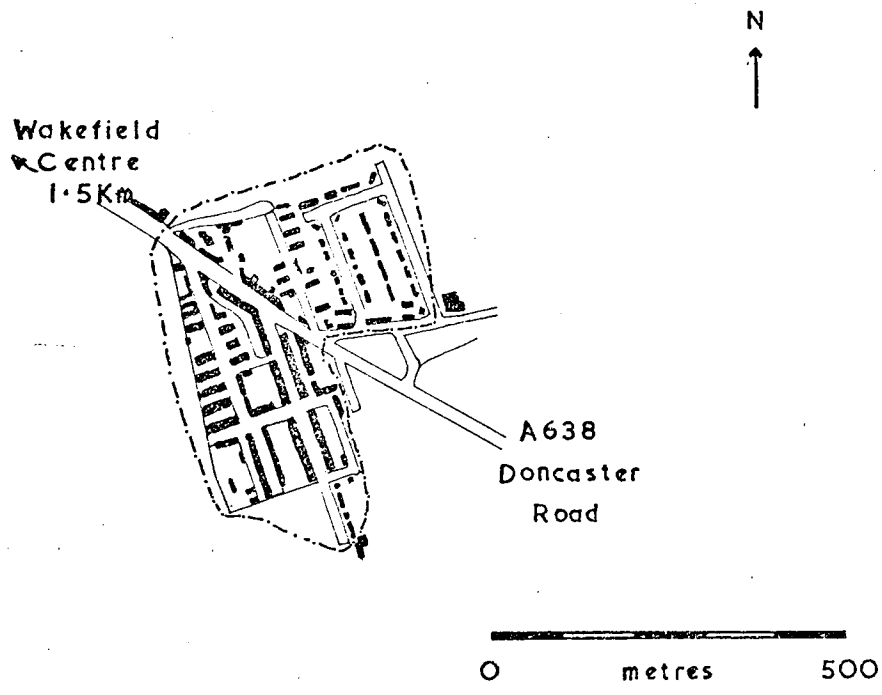 N
Wakefield
Centre
1.5Km
A638
Doncaster
Road
0 metres 500